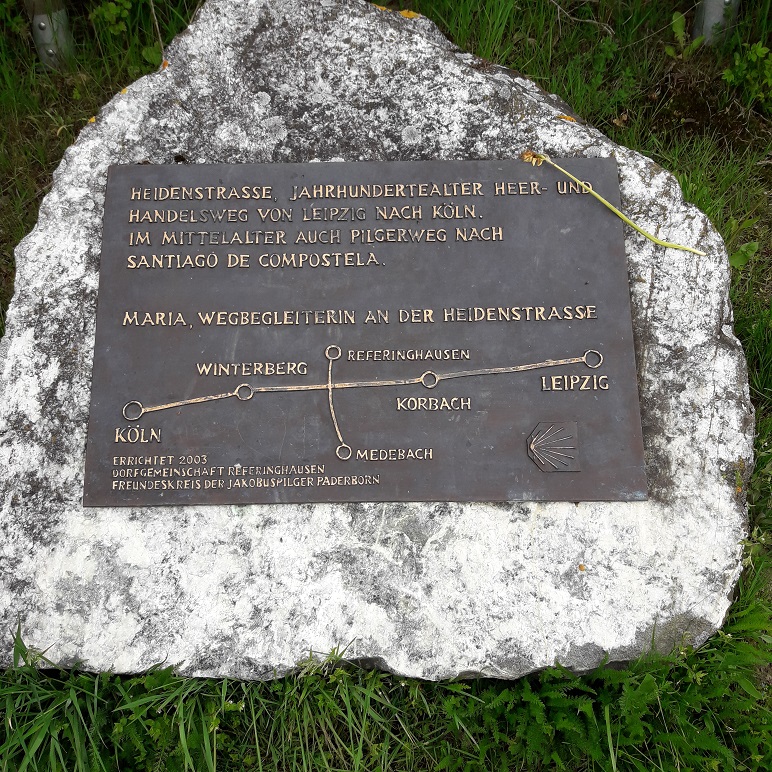 HEIDENSTRASSE, JAHRHUNDERTEALTER HEER- UND
HANDELSWEG VON LEIPZIG NACH KÖLN.
IM MITTELALTER AUCH PILGERWEG NACH
SANTIAGO DE COMPOSTELA.
MARIA, WEGBEGLEITERIN AN DER HEIDENSTRASSE
REFERINGHAUSEN
WINTERBERG
LEIPZIG
KORBACH
KÖLN
MEDEBACH
ERRICHTET 2003
DORFGEMEINSCHAFT REFERINGHAUSEN
FREUNDESKREIS DER JAKOBUSPILGER PADERBORN